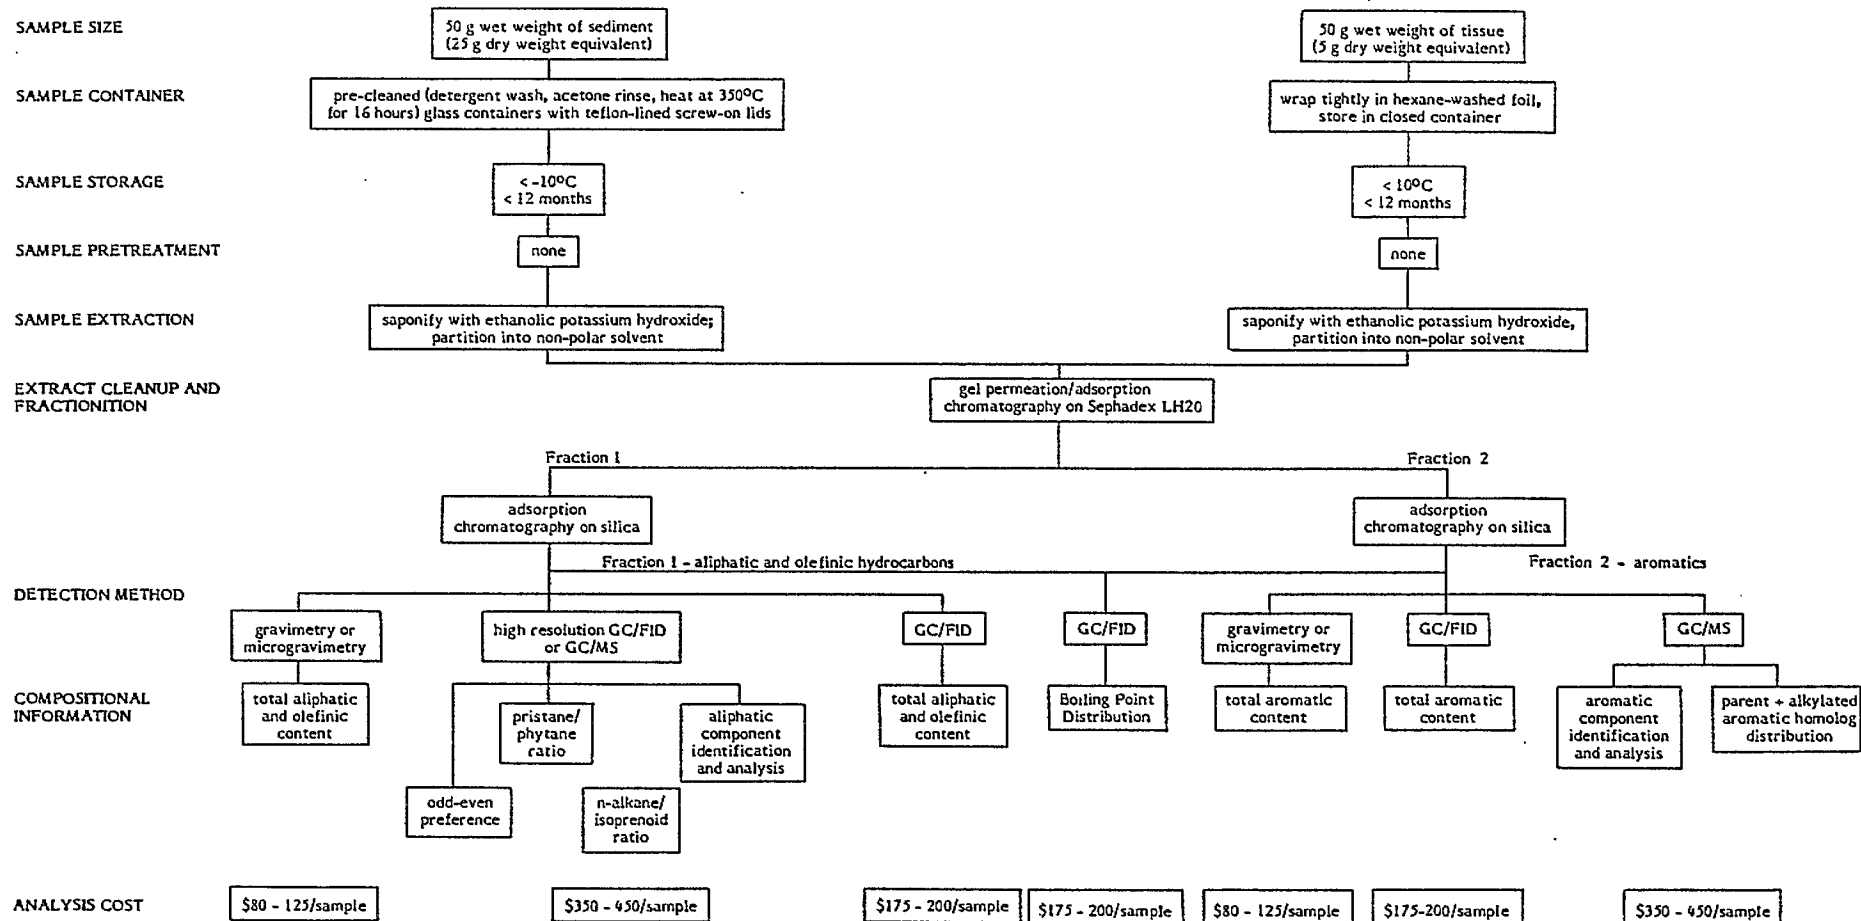 SAMPLE SIZE
50 g wet weight of sediment
(25 g dry weight equivalent)
50 g wet weight of tissue
(5 g dry weight equivalent)
SAMPLE CONTAINER
pre-cleaned (detergent wash, acetone rinse, heat at 350ºC
for 16 hours) glass containers with teflon-lined screw-on lids
wrap tightly in hexane-washed foil,
store in closed container
SAMPLE STORAGE
< -10ºC
< 12 months
< 10ºC
< 12 months
SAMPLE PRETREATMENT
none
none
SAMPLE EXTRACTION
saponify with ethanolic potassium hydroxide;
partition into non-polar solvent
saponify with ethanolic potassium hydroxide,
partition into non-polar solvent
EXTRACT CLEANUP AND
FRACTIONITION
gel permeation/adsorption
chromatography on Sephadex LH20
Fraction 1
Fraction 2
adsorption
chromatography on silica
adsorption
chromatography on silica
Fraction 1 - aliphatic and olefinic hydrocarbons
Fraction 2 - aromatics
DETECTION METHOD
gravimetry or
microgravimetry
high resolution GC/FID
or GC/MS
GC/FID
GC/FID
gravimetry or
microgravimetry
GC/FID
GC/MS
COMPOSITIONAL
INFORMATION
total aliphatic
and olefinic
content
pristane/
phytane
ratio
aliphatic
component
identification
and analysis
total aliphatic
and olefinic
content
Boiling Point
Distribution
total aromatic
content
total aromatic
content
aromatic
component
identification
and analysis
parent + alkylated
aromatic homolog
distribution
odd-even
preference
n-alkane/
isoprenoid
ratio
ANALYSIS COST
$80 - 125/sample
$350 - 450/sample
$175 - 200/sample
$175 - 200/sample
$80 - 125/sample
$175-200/sample
$350 - 450/sample